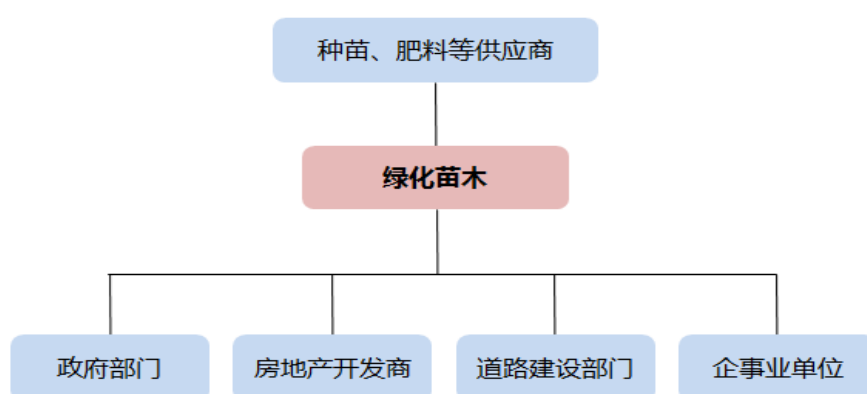 种苗、肥料等供应商
绿化苗木
政府部门
房地产开发商
道路建设部门
企事业单位